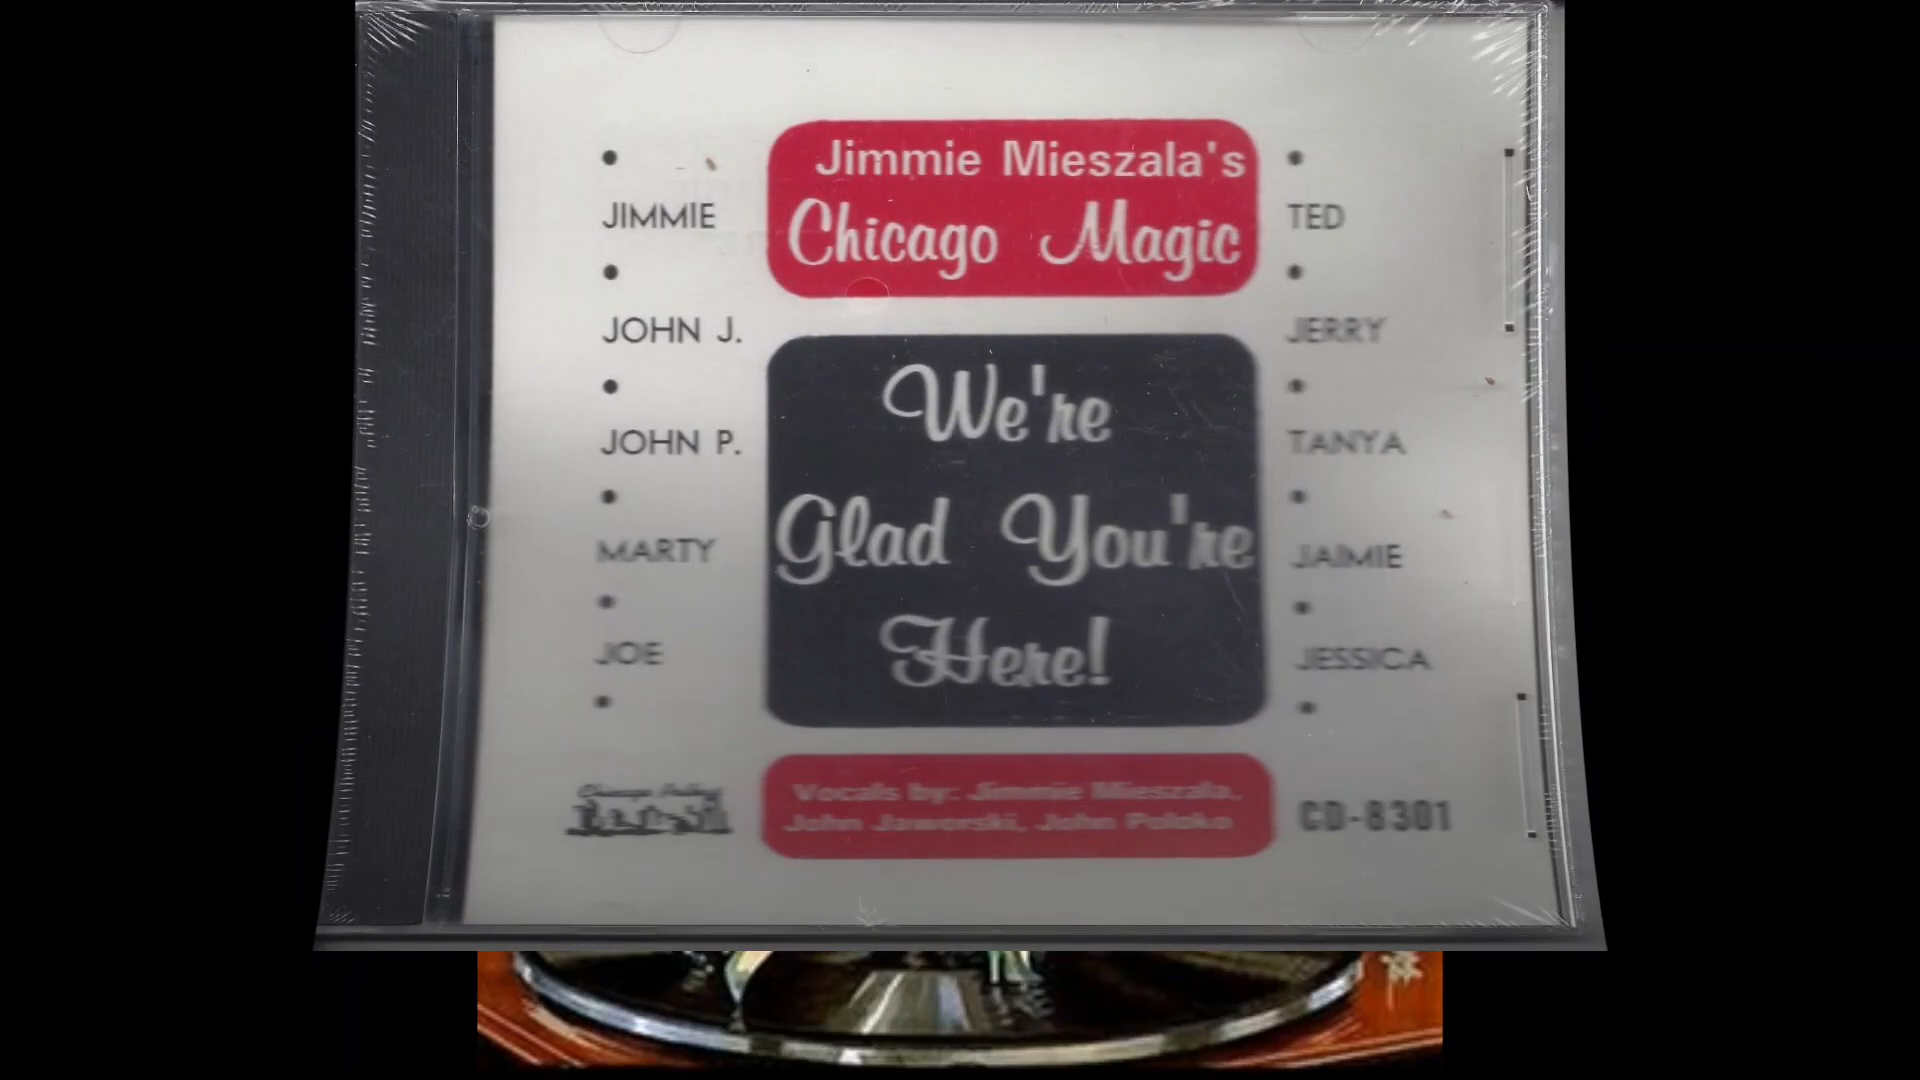 Jimmie Mieszala's
Chicago Magic
JIMMIE
JOHN J.
JOHN P.
MARTY
JOE
We're
Glad You're
Here!
TED
JERRY
TANYA
JAIMIE
JESSICA
Vocals by: Jimmie Mieszala,
John Jaworski, John Poloko
CD-8301